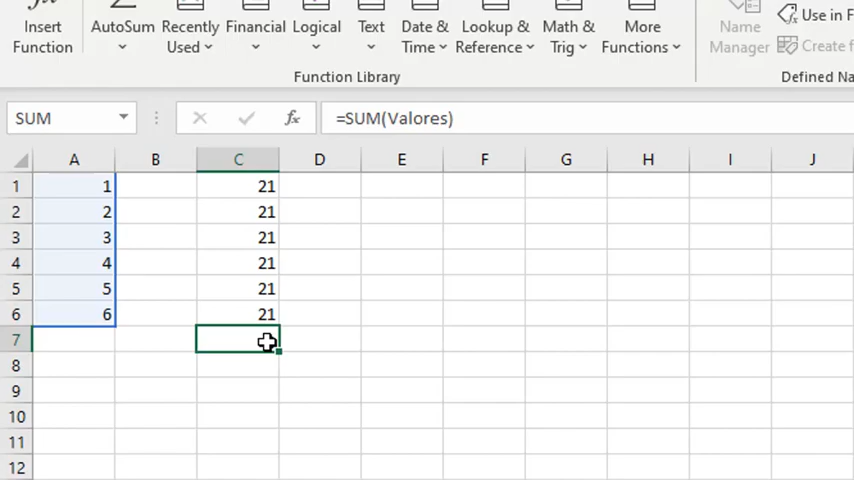 Insert AutoSum Recently Financial Logical Text Date & Lookup & Math & More Name Use in F
Function Used Time Reference Trig Functions Manager Create f
Function Library Defined Na
SUM fx =SUM(Valores)
A B C D E F G H I J
1 1 21
2 2 21
3 3 21
4 4 21
5 5 21
6 6 21
7
8
9
10
11
12